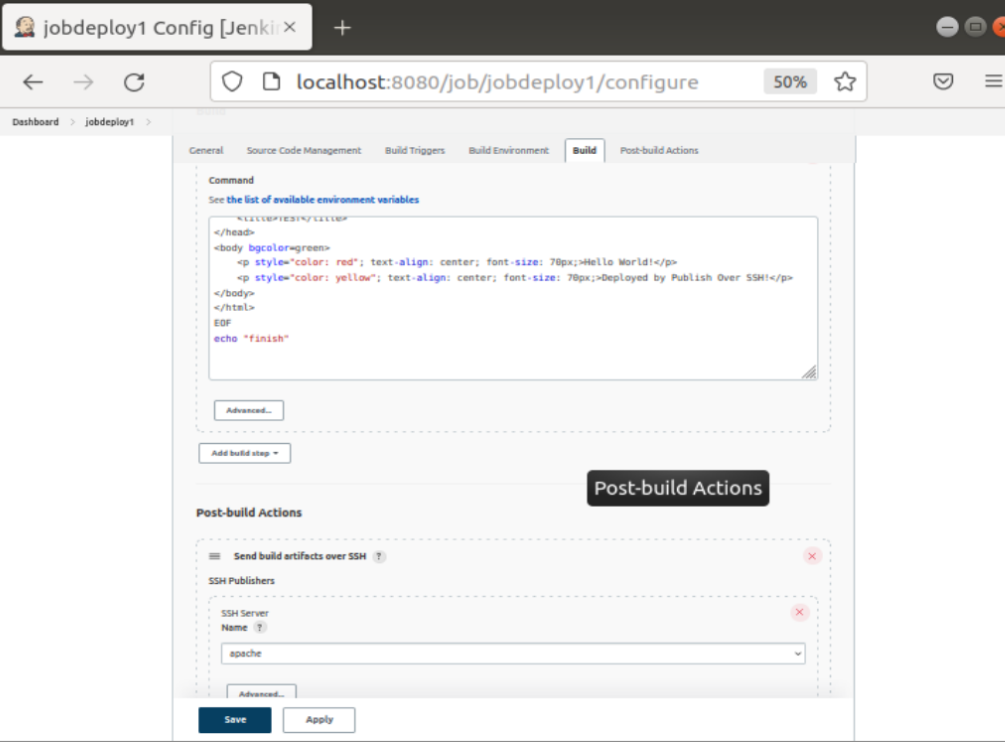 jobdeploy1 Config [Jenki
localhost:8080/job/jobdeploy1/configure 50%
Dashboard > jobdeploy1 >
General Source Code Management Build Triggers Build Environment Build Post-build Actions
Command
See the list of available environment variables
<title>TEST</title>
</head>
<body bgcolor=green>
<p style="color: red"; text-align: center; font-size: 70px;>Hello World!</p>
<p style="color: yellow"; text-align: center; font-size: 70px;>Deployed by Publish Over SSH!</p>
</body>
</html>
EOF
echo "finish"
Advanced...
Add build step
Post-build Actions
Post-build Actions
Send build artifacts over SSH ?
SSH Publishers
SSH Server
Name ?
apache
Advanced...
Save Apply